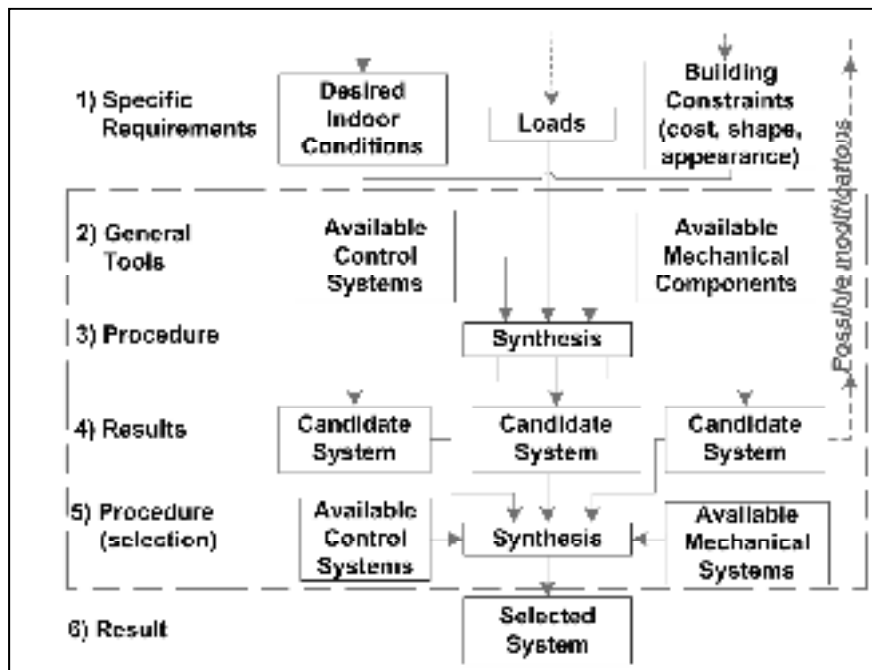 1) Specific
Requirements
Desired
Indoor
Conditions
Loads
Building
Constraints
(cost, shape,
appearance)
Possible modifications
2) General
Tools
Available
Control
Systems
Available
Mechanical
Components
3) Procedure
Synthesis
4) Results
Candidate
System
Candidate
System
Candidate
System
5) Procedure
(selection)
Available
Control
Systems
Synthesis
Available
Mechanical
Systems
6) Result
Selected
System